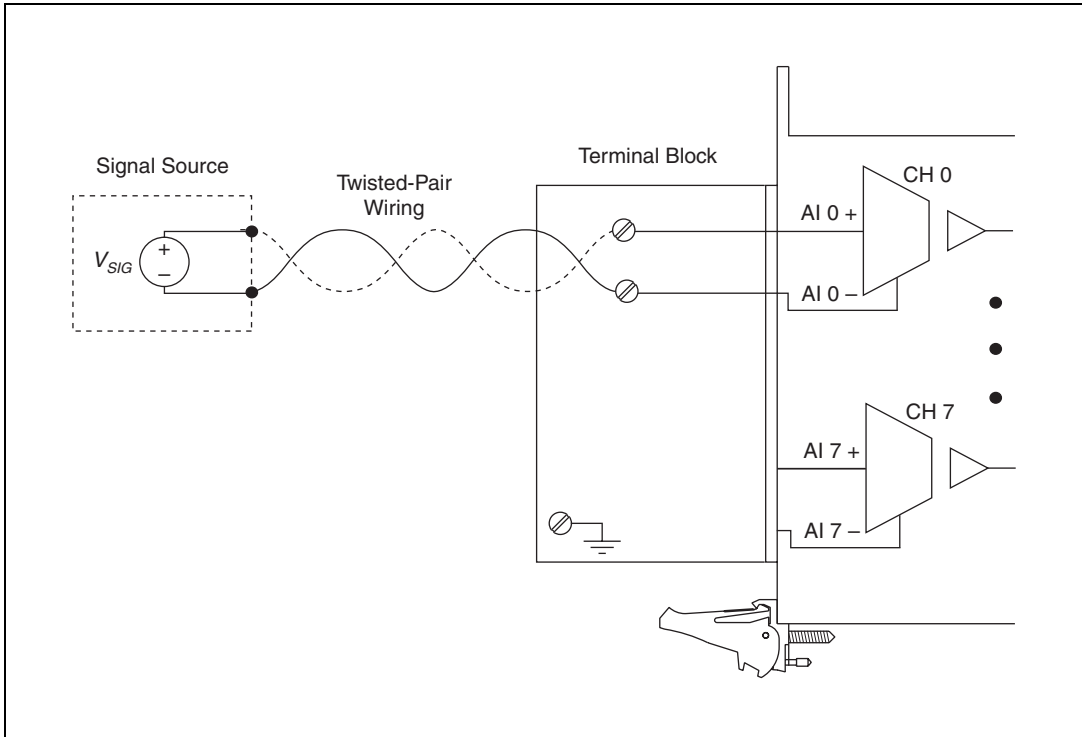 Signal Source
Twisted-Pair
Wiring
Terminal Block
CH 0
AI 0 +
V_SIG
+
–
AI 0 –
CH 7
AI 7 +
AI 7 –